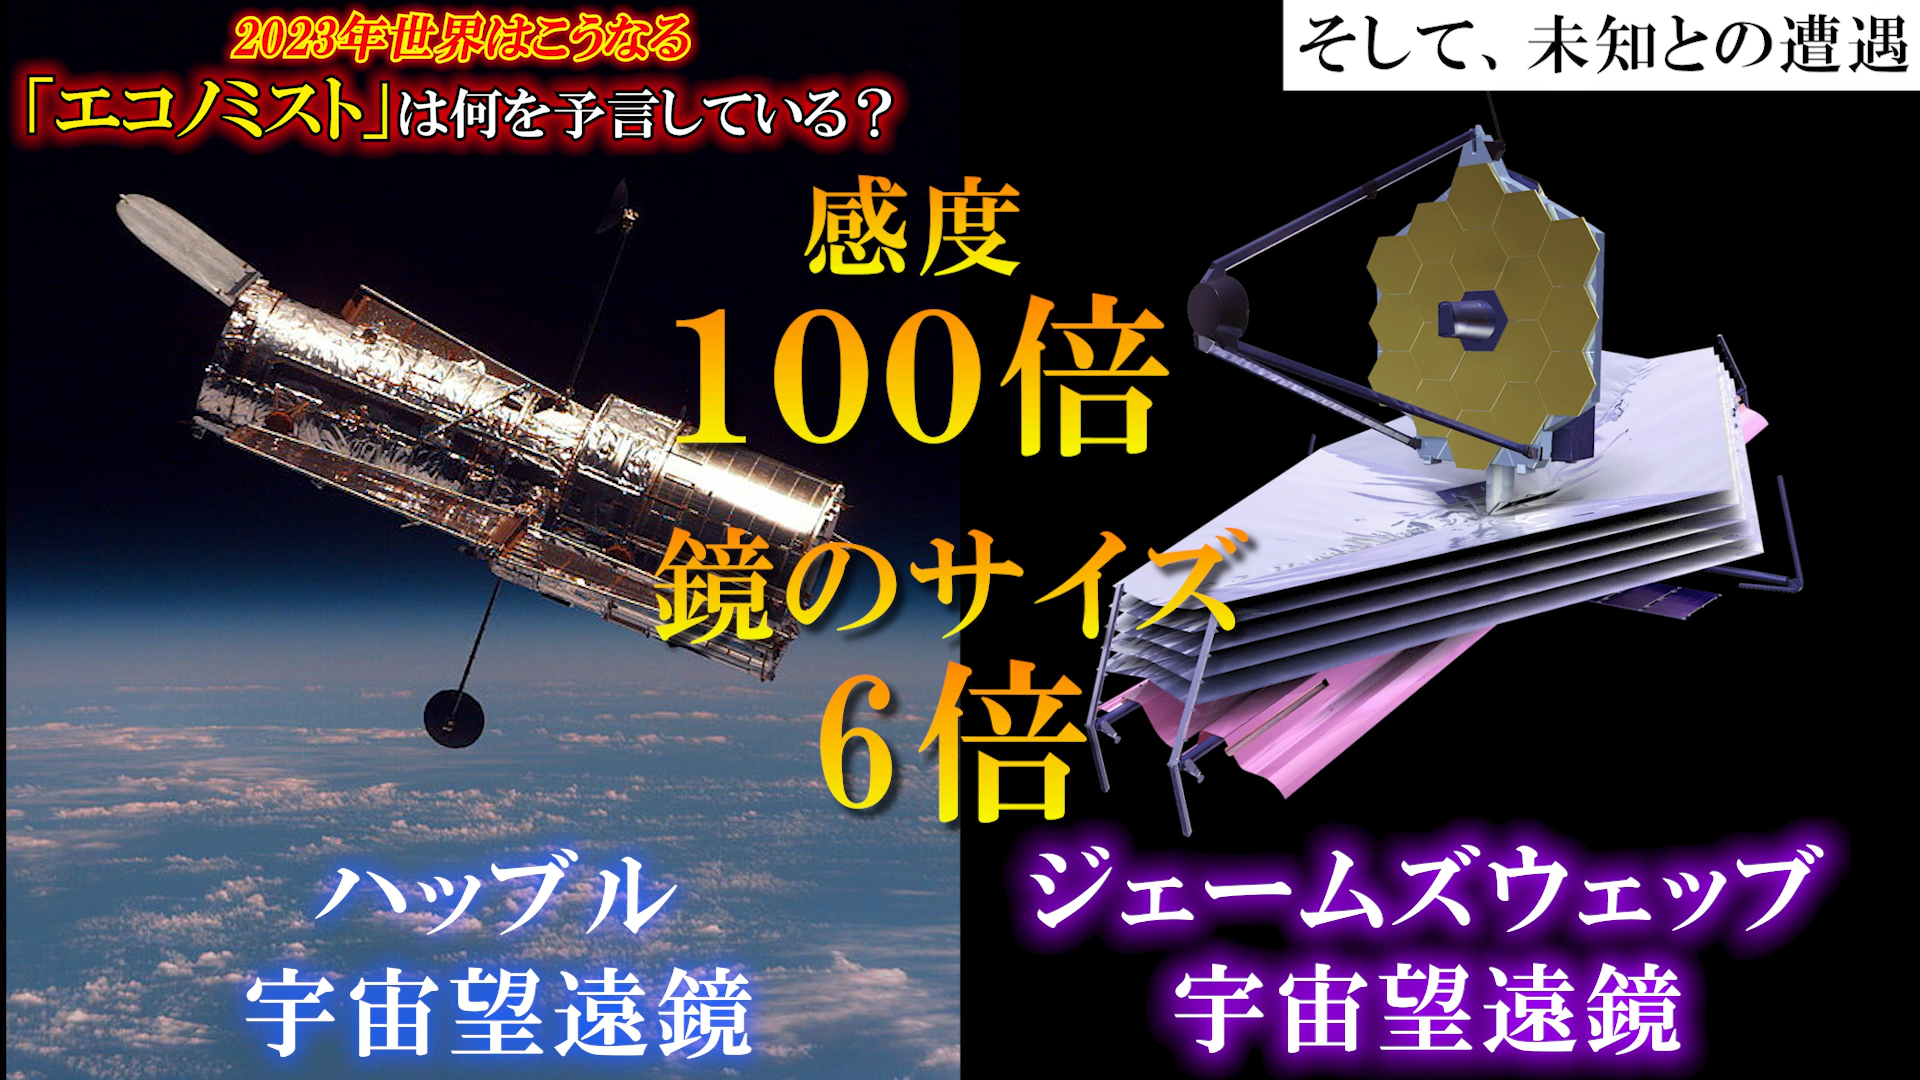 2023年世界はこうなる
「エコノミスト」は何を予言している？
そして、未知との遭遇
感度
100倍
鏡のサイズ
6倍
ハッブル
宇宙望遠鏡
ジェームズウェッブ
宇宙望遠鏡